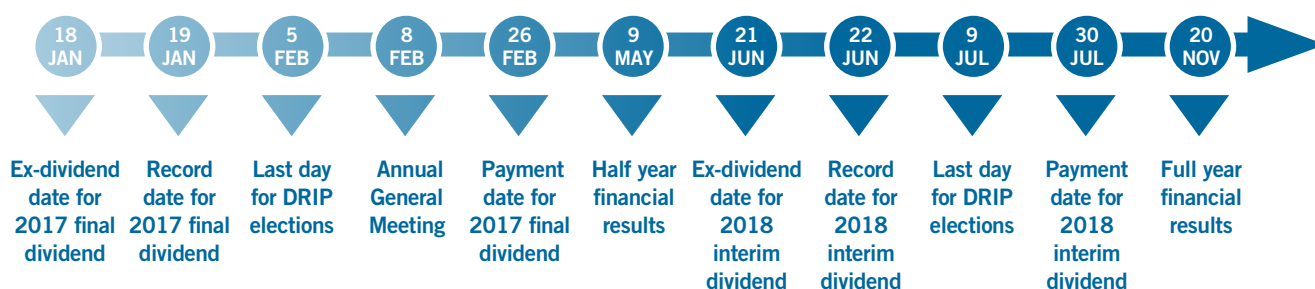 18
JAN
19
JAN
5
FEB
8
FEB
26
FEB
9
MAY
21
JUN
22
JUN
9
JUL
30
JUL
20
NOV
Ex-dividend
date for
2017 final
dividend
Record
date for
2017 final
dividend
Last day
for DRIP
elections
Annual
General
Meeting
Payment
date for
2017 final
dividend
Half year
financial
results
Ex-dividend
date for
2018
interim
dividend
Record
date for
2018
interim
dividend
Last day
for DRIP
elections
Payment
date for
2018
interim
dividend
Full year
financial
results